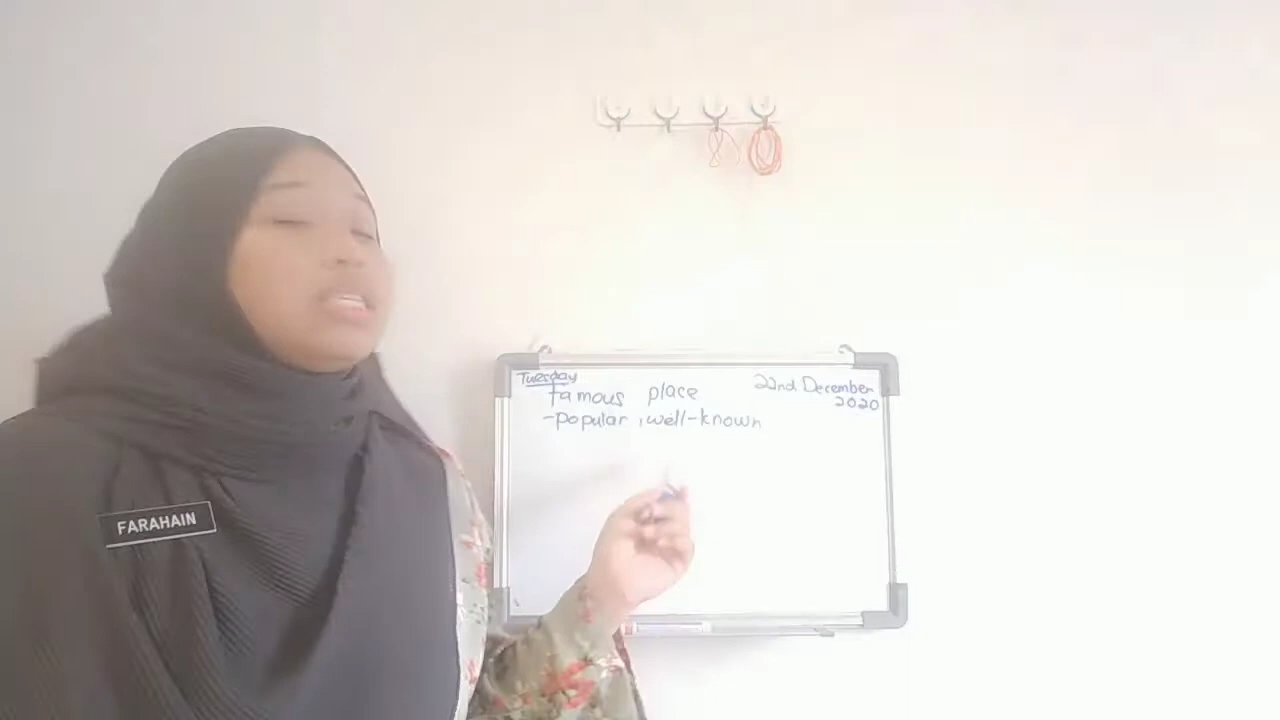 Tuesday
22nd December
2020
famous place
-popular, well-known
FARAHAIN